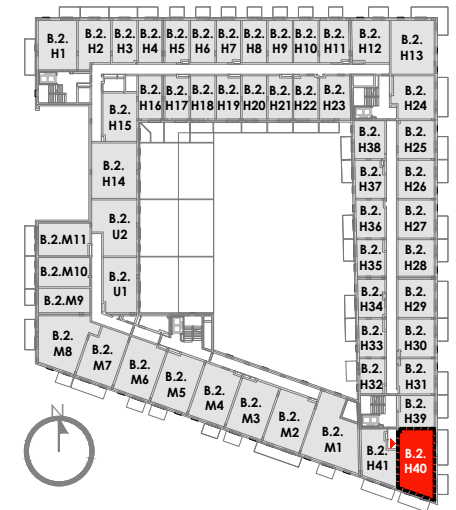 B.2.
H1
B.2.
H2
B.2.
H3
B.2.
H4
B.2.
H5
B.2.
H6
B.2.
H7
B.2.
H8
B.2.
H9
B.2.
H10
B.2.
H11
B.2.
H12
B.2.
H13
B.2.
H15
B.2.
H16
B.2.
H17
B.2.
H18
B.2.
H19
B.2.
H20
B.2.
H21
B.2.
H22
B.2.
H23
B.2.
H24
B.2.
H38
B.2.
H25
B.2.
H14
B.2.
H37
B.2.
H26
B.2.
U2
B.2.
H36
B.2.
H27
B.2.M11
B.2.
H35
B.2.
H28
B.2.M10
B.2.
U1
B.2.
H34
B.2.
H29
B.2.M9
B.2.
H33
B.2.
H30
B.2.
M8
B.2.
M7
B.2.
M6
B.2.
M5
B.2.
M4
B.2.
M3
B.2.
M2
B.2.
M1
B.2.
H32
B.2.
H31
B.2.
H39
N
B.2.
H41
B.2.
H40